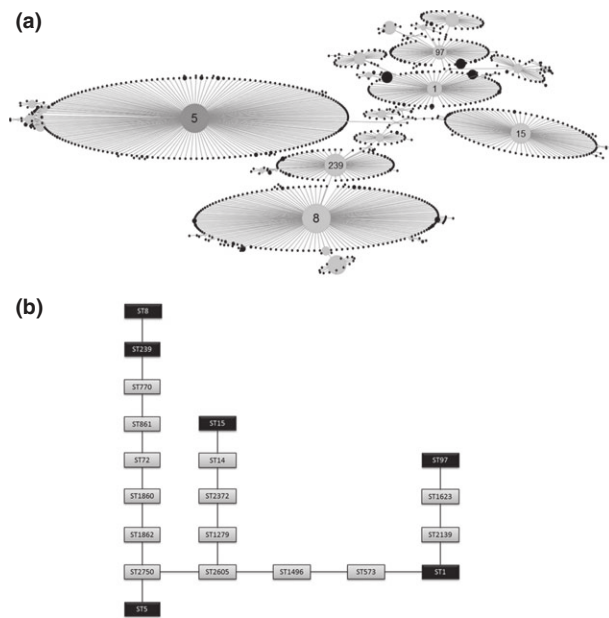 (a)
97
1
5
15
239
8
(b)
ST8
ST239
ST770
ST861
ST15
ST72
ST14
ST97
ST1860
ST2372
ST1623
ST1862
ST1279
ST2139
ST2750
ST2605
ST1496
ST573
ST1
ST5